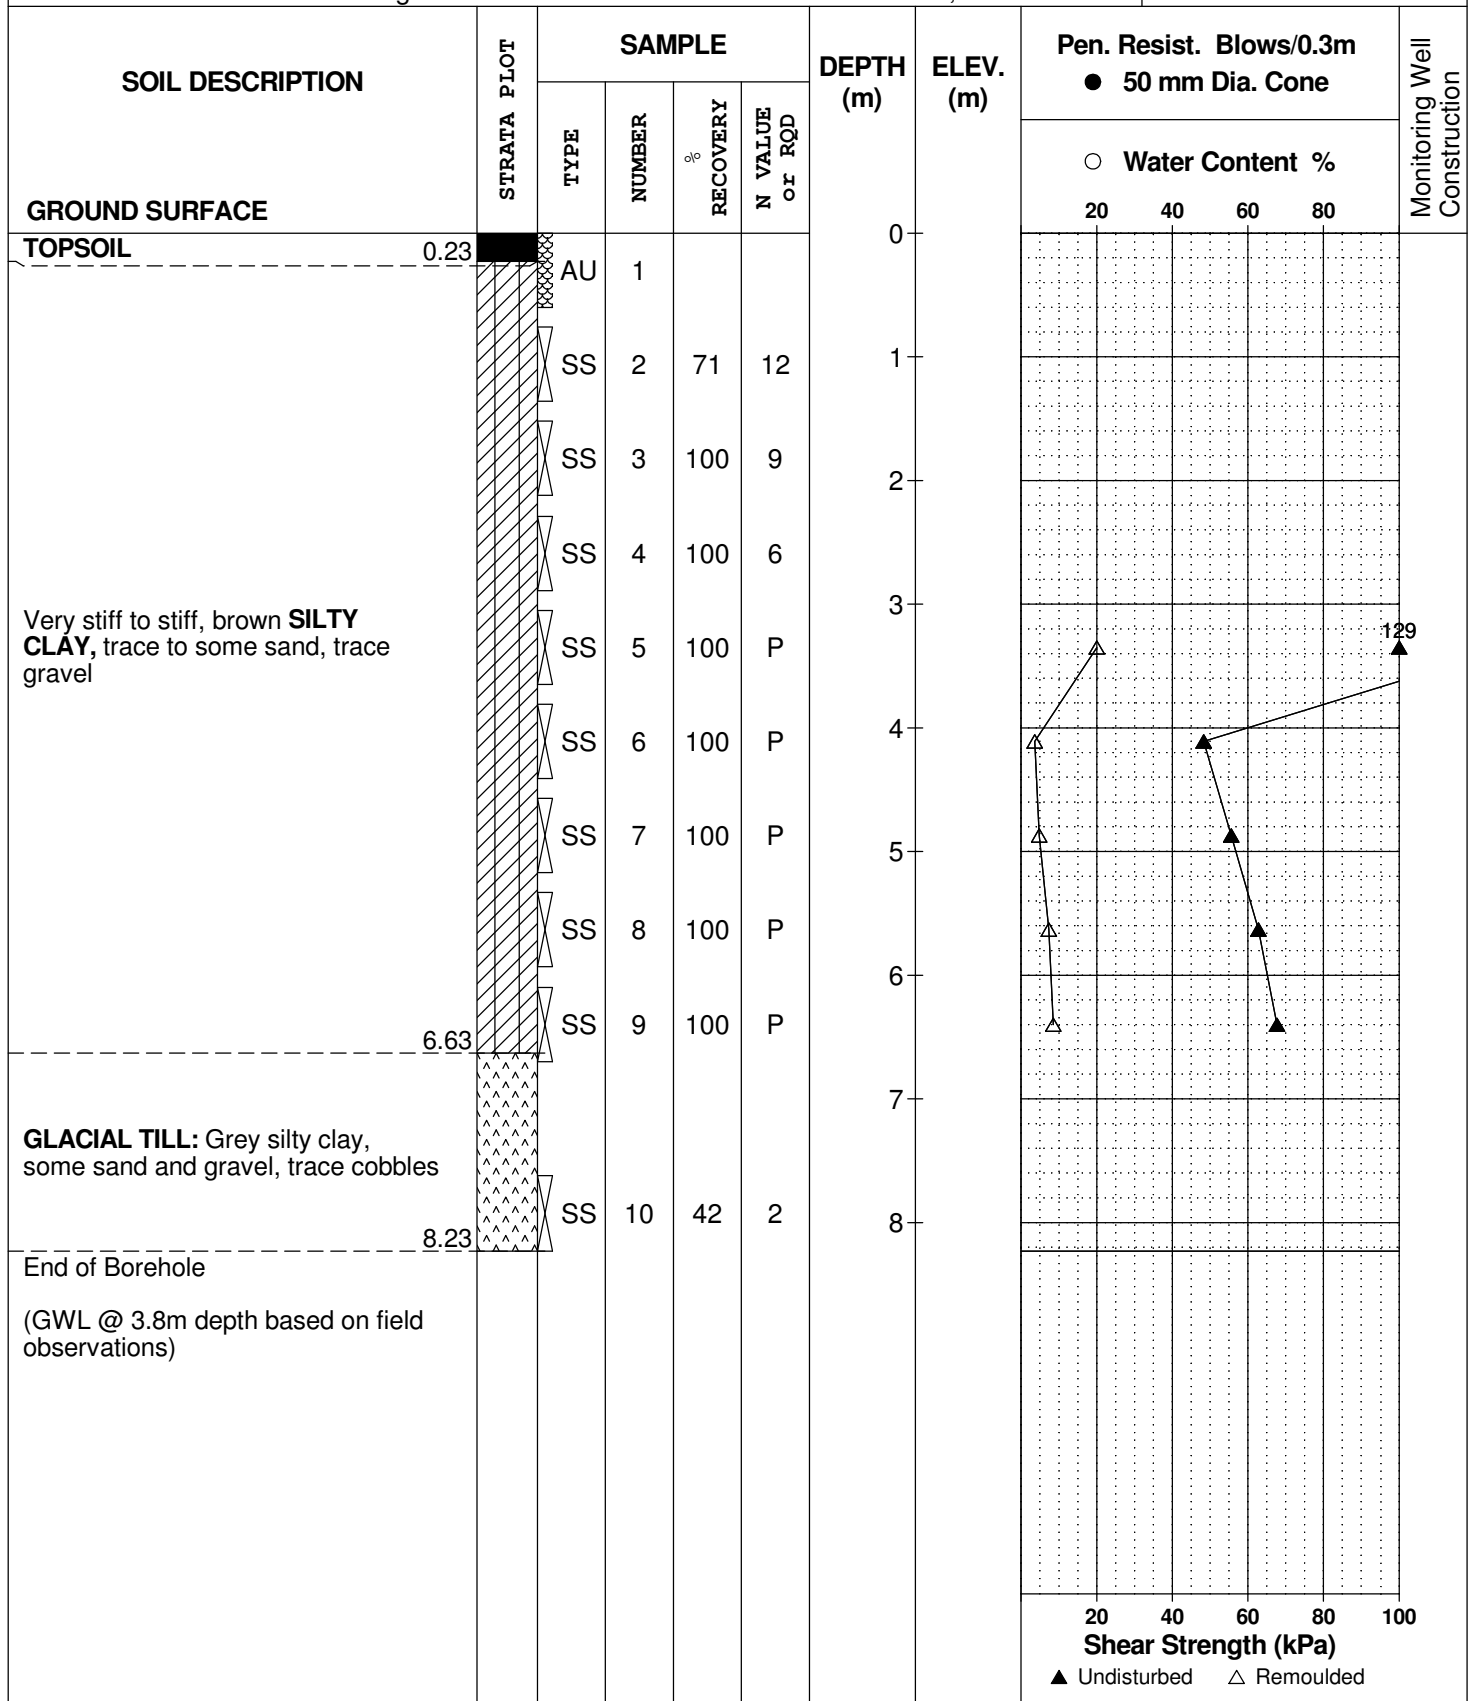 SOIL DESCRIPTION
GROUND SURFACE
STRATA PLOT
SAMPLE
TYPE
NUMBER
%
RECOVERY
N VALUE
or RQD
DEPTH
(m)
ELEV.
(m)
Pen. Resist. Blows/0.3m
● 50 mm Dia. Cone
○ Water Content %
20 40 60 80
Monitoring Well
Construction
TOPSOIL 0.23
AU 1
SS 2 71 12
SS 3 100 9
SS 4 100 6
Very stiff to stiff, brown SILTY
CLAY, trace to some sand, trace
gravel
SS 5 100 P
SS 6 100 P
SS 7 100 P
SS 8 100 P
SS 9 100 P
6.63
GLACIAL TILL: Grey silty clay,
some sand and gravel, trace cobbles
SS 10 42 2
8.23
End of Borehole
(GWL @ 3.8m depth based on field
observations)
0
1
2
3
4
5
6
7
8
129
20 40 60 80 100
Shear Strength (kPa)
▲ Undisturbed △ Remoulded